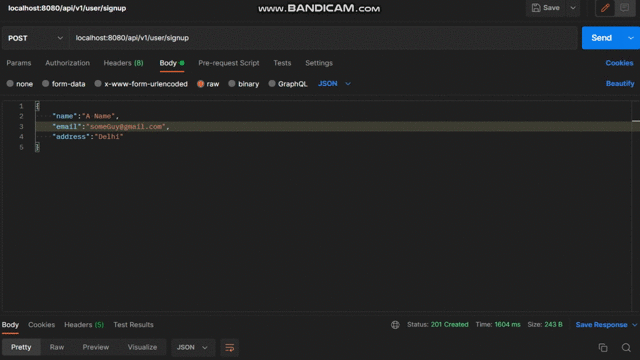 localhost:8080/api/v1/user/signup
www.BANDICAM.com
Save
POST
localhost:8080/api/v1/user/signup
Send
Params Authorization Headers (8) Body Pre-request Script Tests Settings Cookies
none form-data x-www-form-urlencoded raw binary GraphQL JSON Beautify
1 {
2 "name":"A Name",
3 "email":"someGuy@gmail.com",
4 "address":"Delhi"
5 }
Body Cookies Headers (5) Test Results Status: 201 Created Time: 1604 ms Size: 243 B Save Response
Pretty Raw Preview Visualize JSON